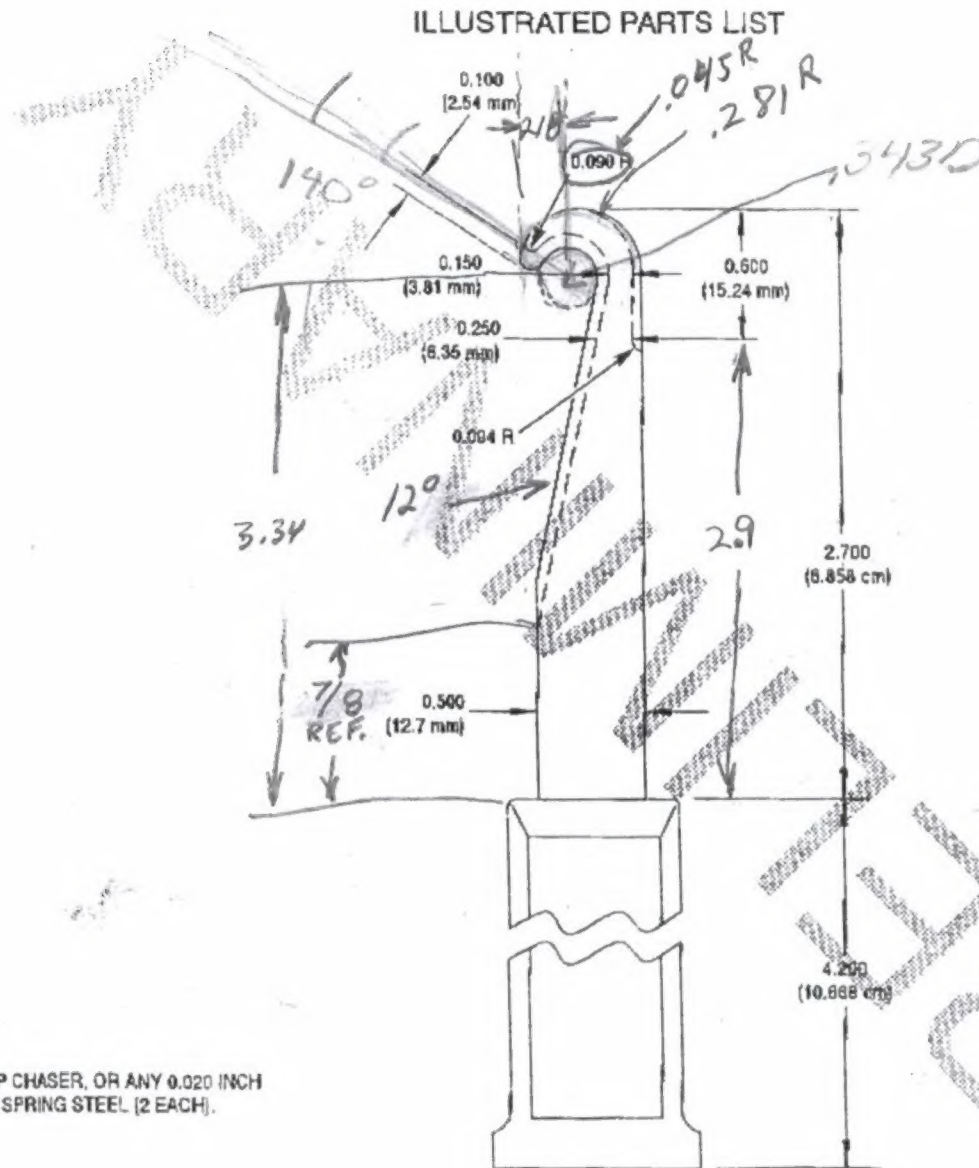 ILLUSTRATED PARTS LIST
0.100
(2.54 mm)
.045 R
.281 R
0.090 R
140°
0.150
(3.81 mm)
0.600
(15.24 mm)
0.250
(6.35 mm)
0.094 R
12°
3.34
2.9
2.700
(6.858 cm)
7/8
REF.
0.500
(12.7 mm)
4.200
(10.668 cm)
P CHASER, OR ANY 0.020 INCH
SPRING STEEL (2 EACH).